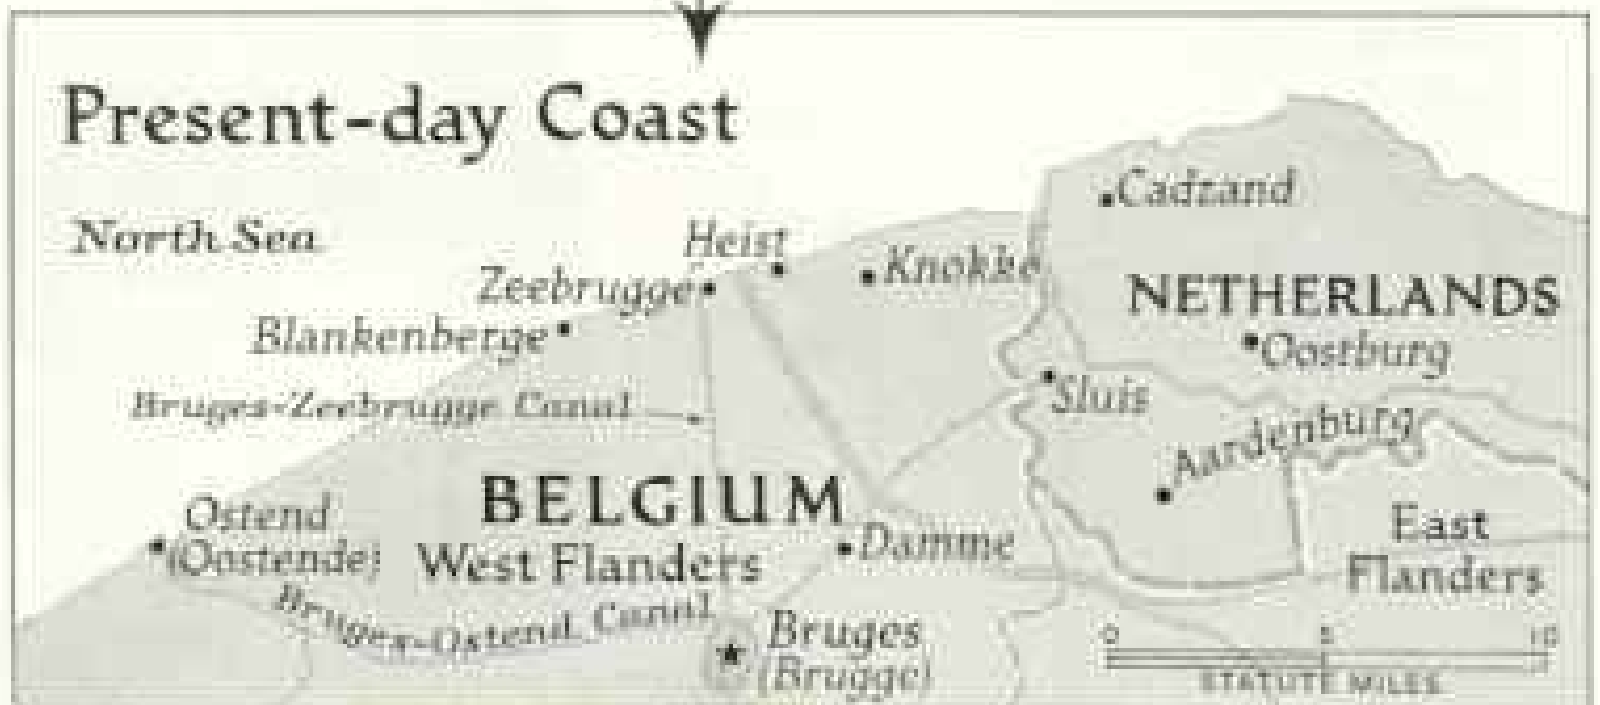 Present-day Coast
Cadzand
North Sea
Heist
Knokke
Zeebrugge
NETHERLANDS
Blankenberge
Oostburg
Sluis
Bruges-Zeebrugge Canal
Aardenburg
BELGIUM
Ostend
(Oostende)
East
Flanders
Damme
West Flanders
Bruges-Ostend Canal
Bruges
(Brugge)
0 5 10
STATUTE MILES